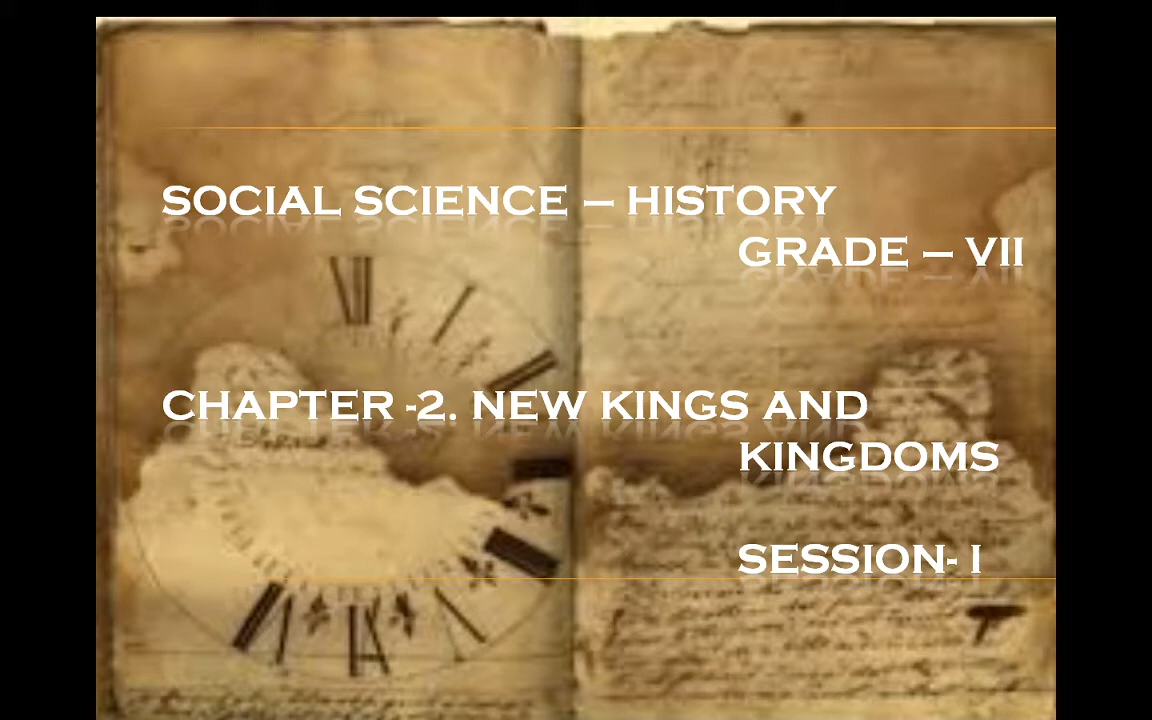 SOCIAL SCIENCE – HISTORY
GRADE – VII
CHAPTER -2. NEW KINGS AND
KINGDOMS
SESSION- I